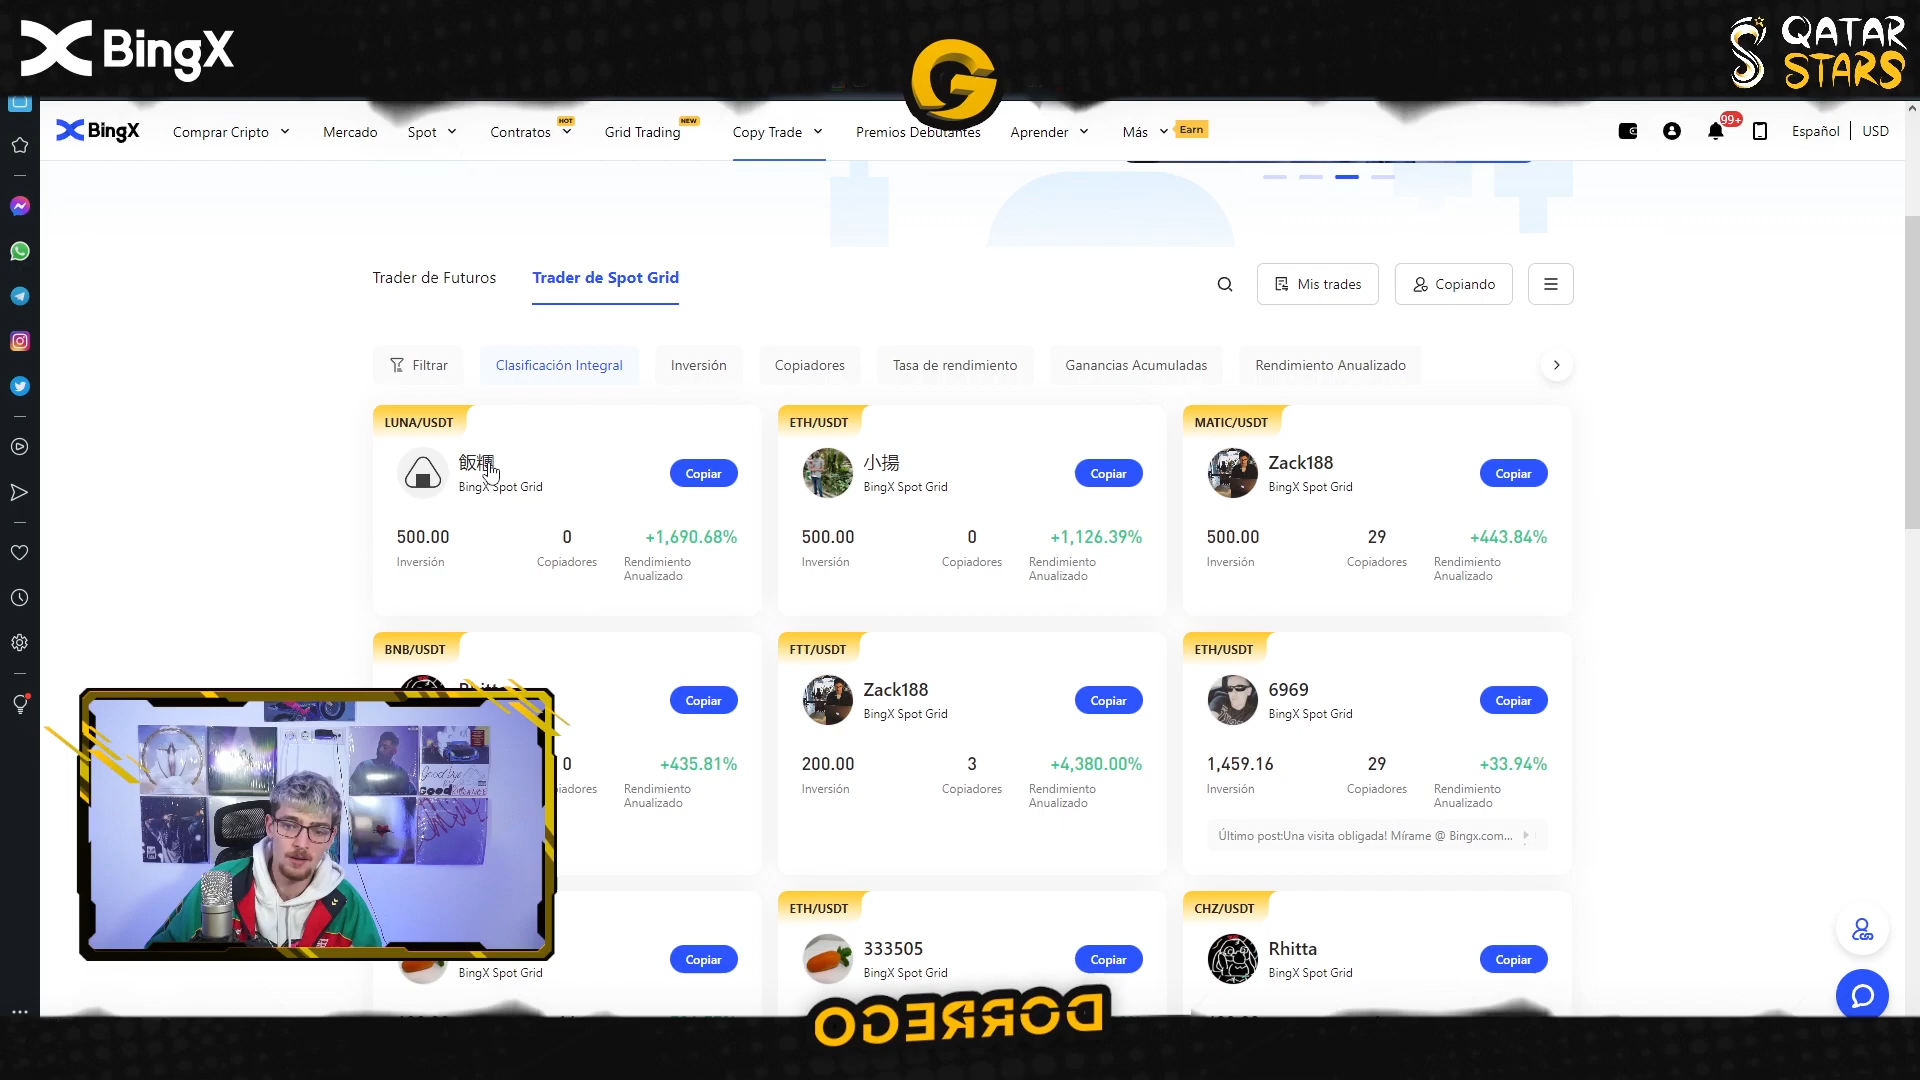 BingX
G
QATAR
STARS
BingX
Comprar Cripto
Mercado
Spot
Contratos
HOT
Grid Trading
NEW
Copy Trade
Premios Debutantes
Aprender
Más
Earn
99+
Español
USD
Trader de Futuros
Trader de Spot Grid
Mis trades
Copiando
Filtrar
Clasificación Integral
Inversión
Copiadores
Tasa de rendimiento
Ganancias Acumuladas
Rendimiento Anualizado
LUNA/USDT
飯糰
BingX Spot Grid
Copiar
500.00
0
+1,690.68%
Inversión
Copiadores
Rendimiento
Anualizado
ETH/USDT
小揚
BingX Spot Grid
Copiar
500.00
0
+1,126.39%
Inversión
Copiadores
Rendimiento
Anualizado
MATIC/USDT
Zack188
BingX Spot Grid
Copiar
500.00
29
+443.84%
Inversión
Copiadores
Rendimiento
Anualizado
BNB/USDT
Copiar
0
+435.81%
Rendimiento
Anualizado
FTT/USDT
Zack188
BingX Spot Grid
Copiar
200.00
3
+4,380.00%
Inversión
Copiadores
Rendimiento
Anualizado
ETH/USDT
6969
BingX Spot Grid
Copiar
1,459.16
29
+33.94%
Inversión
Copiadores
Rendimiento
Anualizado
Último post:Una visita obligada! Mírame @ Bingx.com...
BingX Spot Grid
Copiar
ETH/USDT
333505
BingX Spot Grid
Copiar
CHZ/USDT
Rhitta
BingX Spot Grid
Copiar
DORREGO